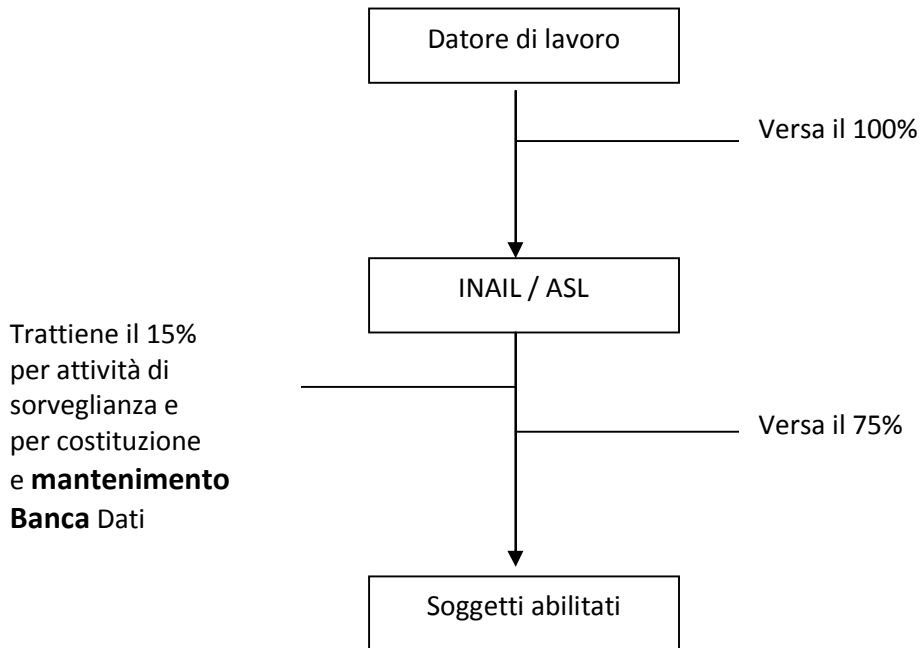 Datore di lavoro
Versa il 100%
INAIL / ASL
Trattiene il 15%
per attività di
sorveglianza e
per costituzione
e mantenimento
Banca Dati
Versa il 75%
Soggetti abilitati